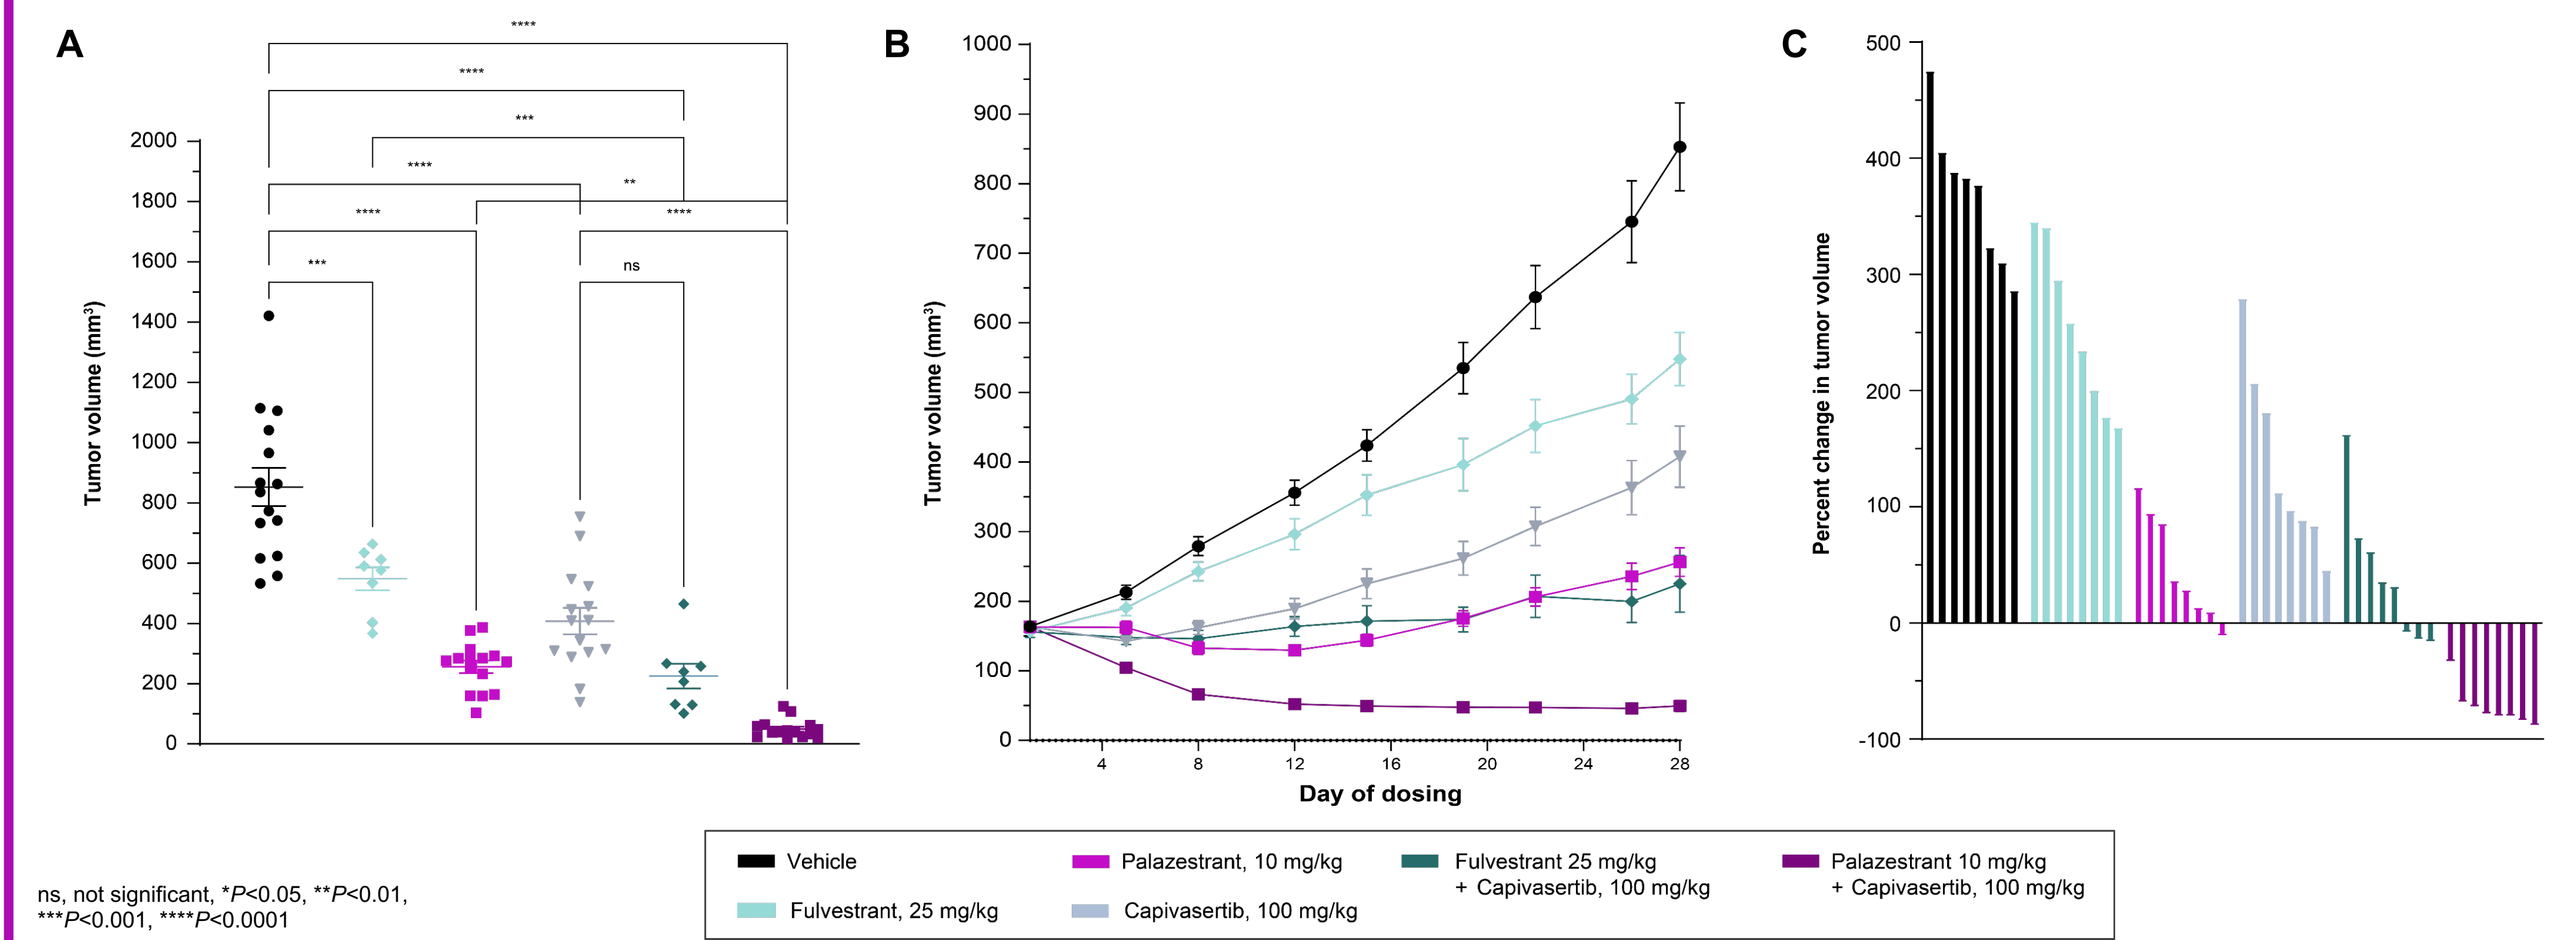 A
****
****
***
****
**
****
****
***
ns
2000
1800
1600
1400
1200
1000
800
600
400
200
0
Tumor volume (mm³)
B
1000
900
800
700
600
500
400
300
200
100
0
Tumor volume (mm³)
4 8 12 16 20 24 28
Day of dosing
C
500
400
300
200
100
0
-100
Percent change in tumor volume
Vehicle
Fulvestrant, 25 mg/kg
Palazestrant, 10 mg/kg
Capivasertib, 100 mg/kg
Fulvestrant 25 mg/kg
+ Capivasertib, 100 mg/kg
Palazestrant 10 mg/kg
+ Capivasertib, 100 mg/kg
ns, not significant, *P<0.05, **P<0.01,
***P<0.001, ****P<0.0001